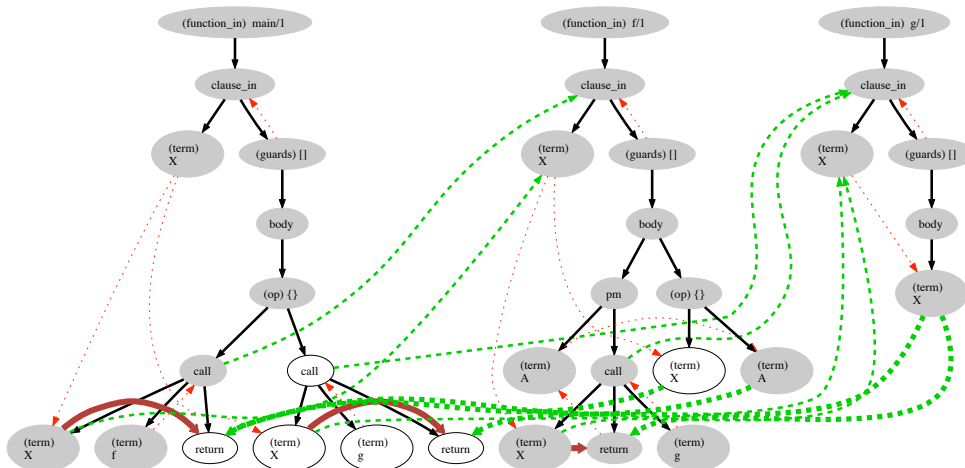 (function_in) main/1
(function_in) f/1
(function_in) g/1
clause_in
clause_in
clause_in
(term)
X
(guards) []
(term)
X
(guards) []
(term)
X
(guards) []
body
body
body
(op) {}
pm
(op) {}
(term)
X
call
call
(term)
A
call
(term)
X
(term)
A
(term)
X
(term)
f
return
(term)
X
(term)
g
return
(term)
X
return
(term)
g